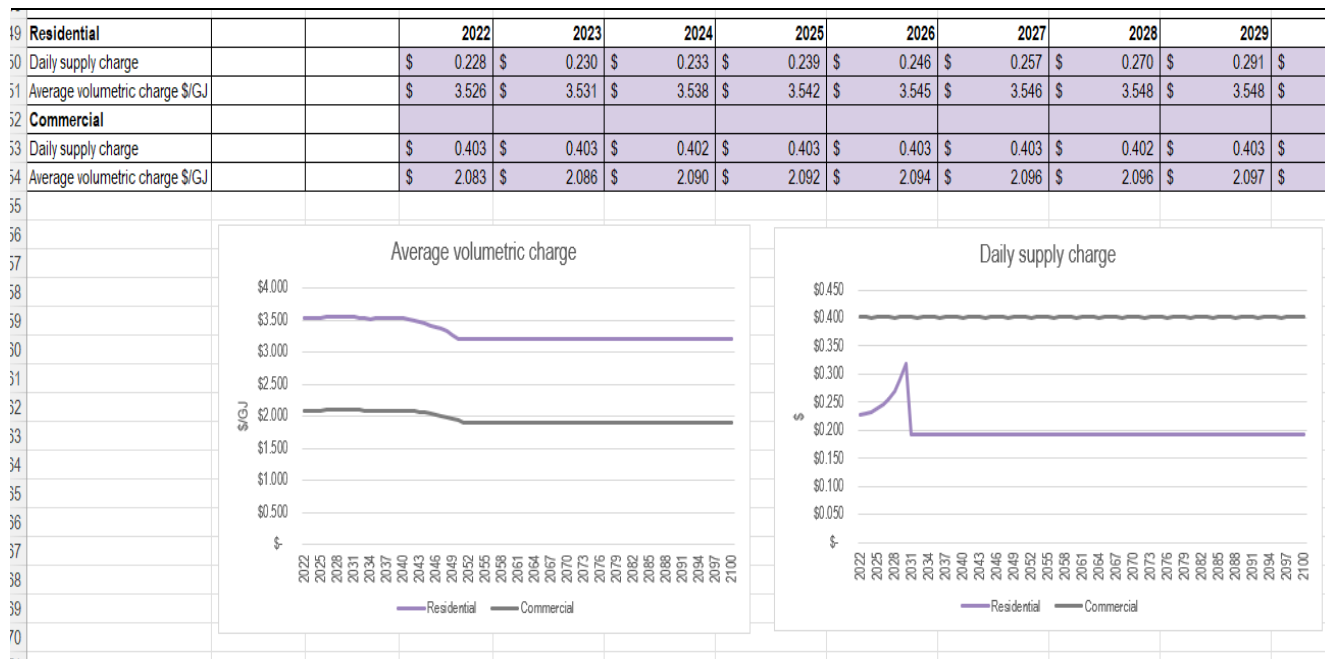 49 Residential 2022 2023 2024 2025 2026 2027 2028 2029
50 Daily supply charge $ 0.228 $ 0.230 $ 0.233 $ 0.239 $ 0.246 $ 0.257 $ 0.270 $ 0.291 $
51 Average volumetric charge $/GJ $ 3.526 $ 3.531 $ 3.538 $ 3.542 $ 3.545 $ 3.546 $ 3.548 $ 3.548 $
52 Commercial
53 Daily supply charge $ 0.403 $ 0.403 $ 0.402 $ 0.403 $ 0.403 $ 0.403 $ 0.402 $ 0.403 $
54 Average volumetric charge $/GJ $ 2.083 $ 2.086 $ 2.090 $ 2.092 $ 2.094 $ 2.096 $ 2.096 $ 2.097 $
55
56
57
58
59
60
61
62
63
64
65
66
67
68
69
70
Average volumetric charge
$4.000
$3.500
$3.000
$2.500
$2.000
$1.500
$1.000
$0.500
$-
$/GJ
2022 2025 2028 2031 2034 2037 2040 2043 2046 2049 2052 2055 2058 2061 2064 2067 2070 2073 2076 2079 2082 2085 2088 2091 2094 2097 2100
Residential Commercial
Daily supply charge
$0.450
$0.400
$0.350
$0.300
$0.250
$0.200
$0.150
$0.100
$0.050
$-
$
2022 2025 2028 2031 2034 2037 2040 2043 2046 2049 2052 2055 2058 2061 2064 2067 2070 2073 2076 2079 2082 2085 2088 2091 2094 2097 2100
Residential Commercial